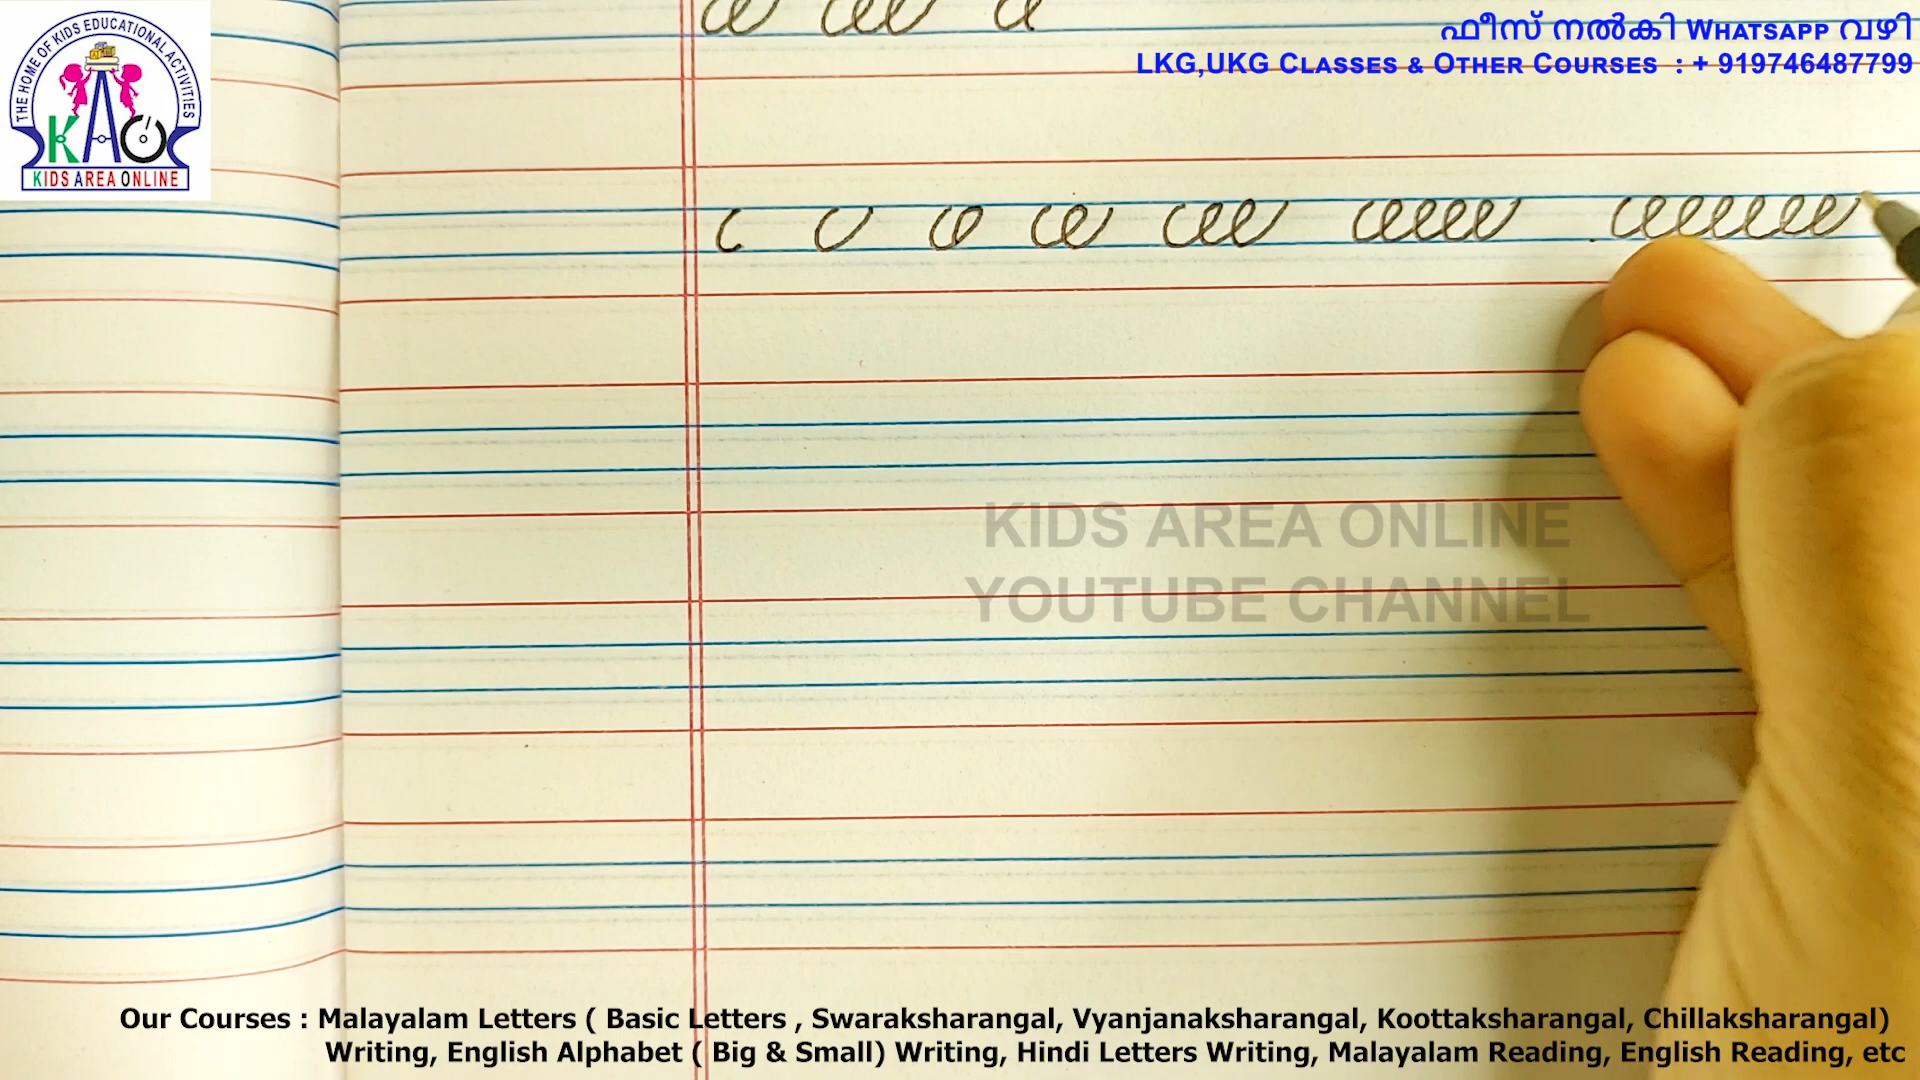 THE HOME OF KIDS EDUCATIONAL ACTIVITIES
KAO
KIDS AREA ONLINE
ഫീസ് നൽകി WHATSAPP വഴി
LKG,UKG CLASSES & OTHER COURSES : + 919746487799
KIDS AREA ONLINE
YOUTUBE CHANNEL
Our Courses : Malayalam Letters ( Basic Letters , Swaraksharangal, Vyanjanaksharangal, Koottaksharangal, Chillaksharangal)
Writing, English Alphabet ( Big & Small) Writing, Hindi Letters Writing, Malayalam Reading, English Reading, etc